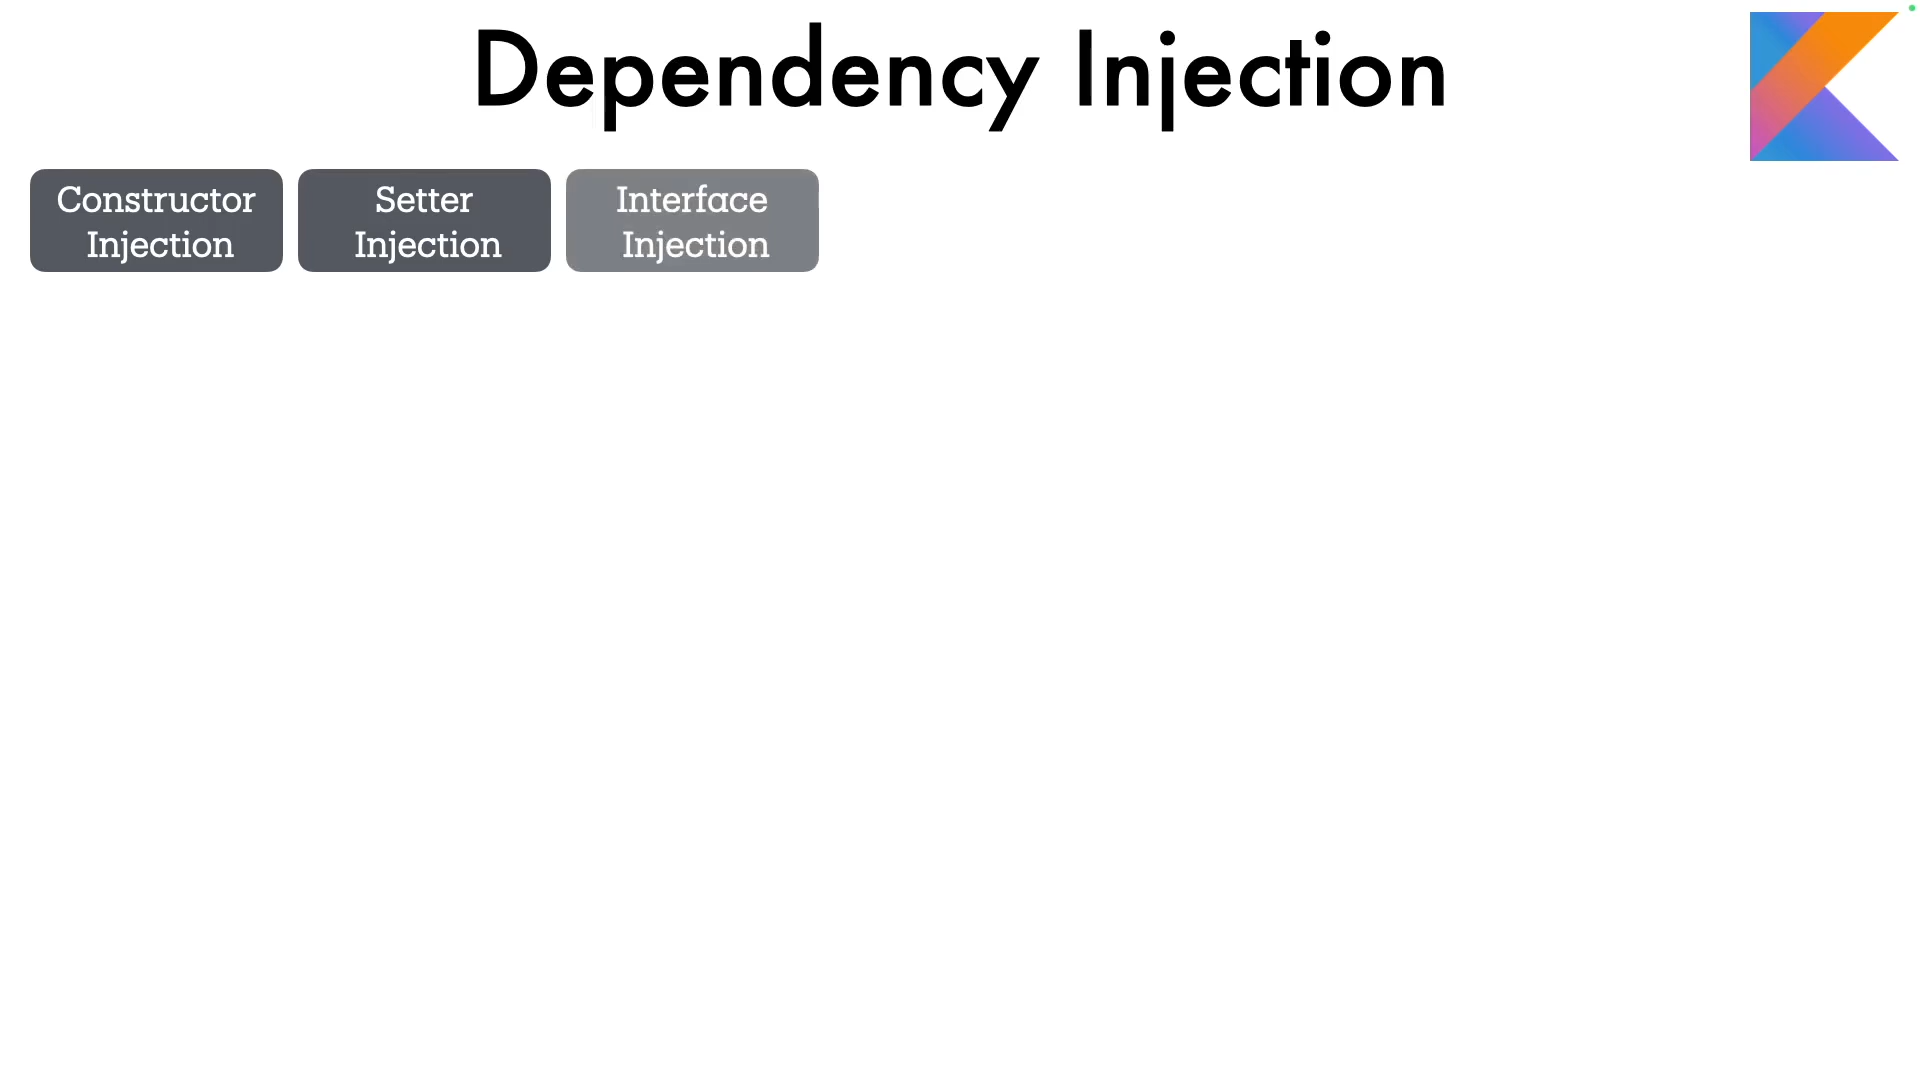 Dependency Injection
Constructor
Injection
Setter
Injection
Interface
Injection